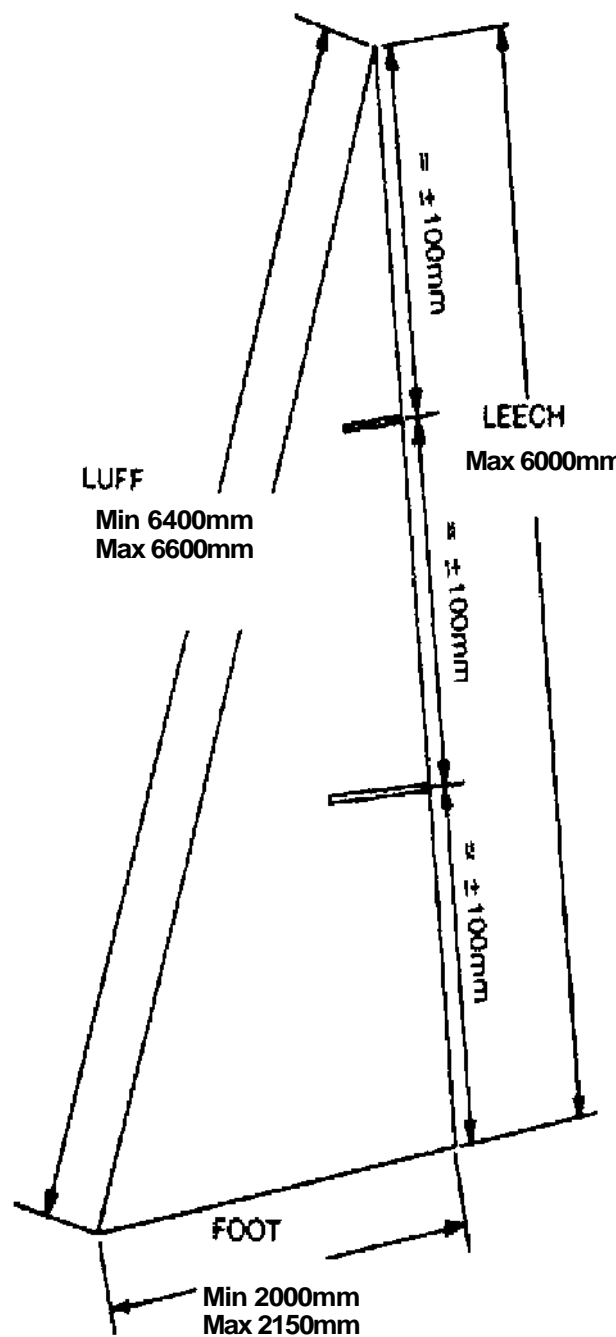 = ± 100mm
LEECH
Max 6000mm
LUFF
Min 6400mm
Max 6600mm
= ± 100mm
= ± 100mm
FOOT
Min 2000mm
Max 2150mm